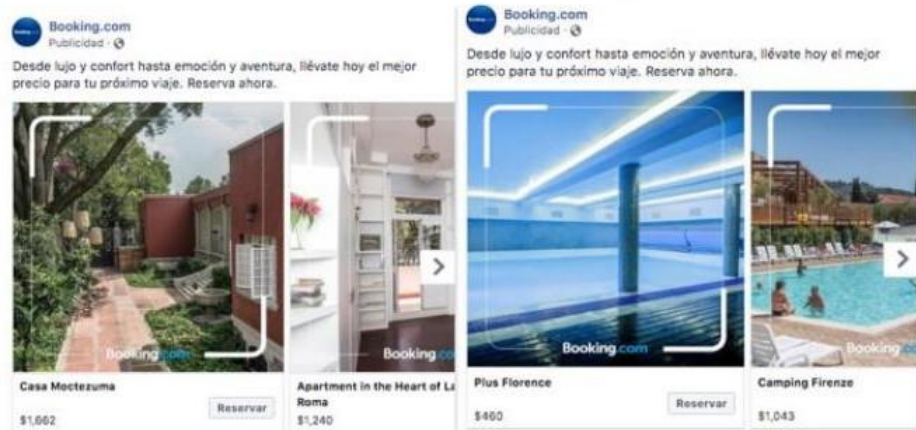 Booking.com
Publicidad ·
Desde lujo y confort hasta emoción y aventura, llévate hoy el mejor
precio para tu próximo viaje. Reserva ahora.
Booking.com
Booking.co
Casa Moctezuma
$1,662
Reservar
Apartment in the Heart of La
Roma
$1,240
Booking.com
Publicidad ·
Desde lujo y confort hasta emoción y aventura, llévate hoy el mejor
precio para tu próximo viaje. Reserva ahora.
Booking.com
Booking.co
Plus Florence
$460
Reservar
Camping Firenze
$1,043